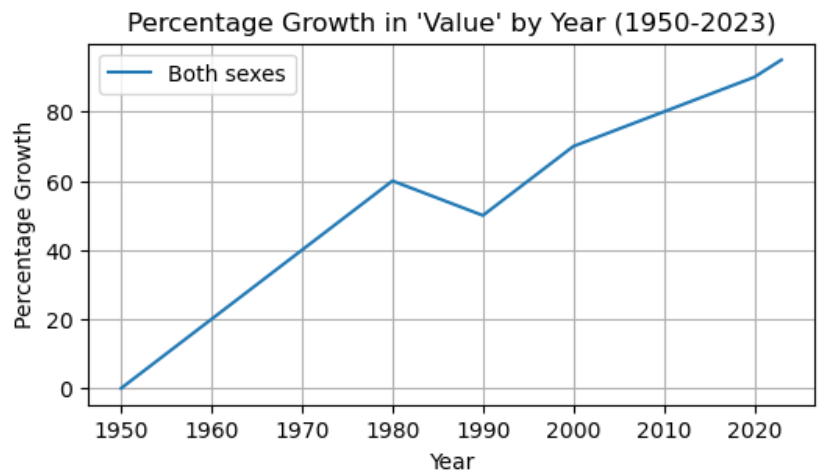 Percentage Growth in 'Value' by Year (1950-2023)
Both sexes
Percentage Growth
80
60
40
20
0
1950 1960 1970 1980 1990 2000 2010 2020
Year